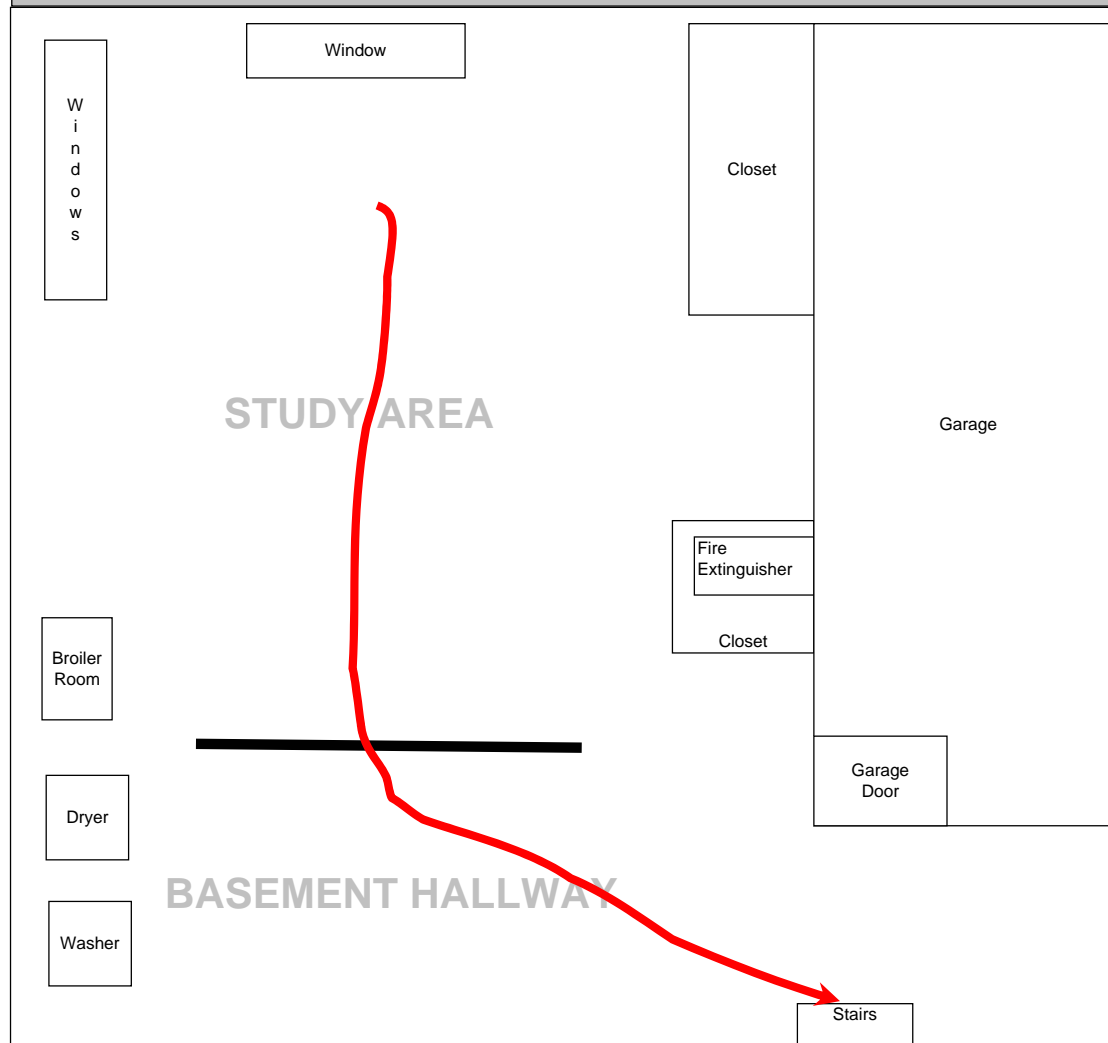 Window
W
i
n
d
o
w
s
Closet
STUDY AREA
Garage
Fire
Extinguisher
Closet
Broiler
Room
Garage
Door
Dryer
BASEMENT HALLWAY
Washer
Stairs